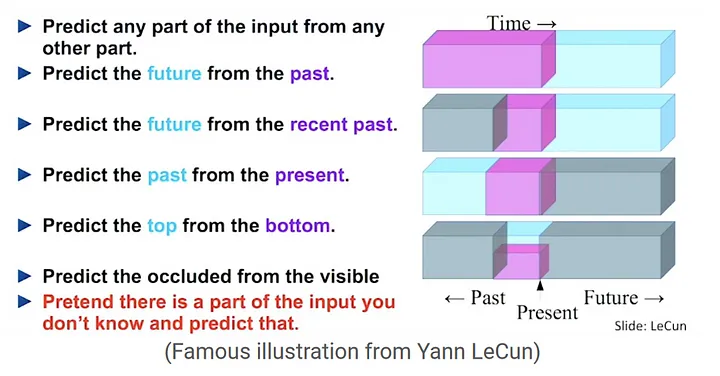 Predict any part of the input from any
other part.
Predict the future from the past.
Predict the future from the recent past.
Predict the past from the present.
Predict the top from the bottom.
Predict the occluded from the visible
Pretend there is a part of the input you
don't know and predict that.
Time →
← Past
Present
Future →
Slide: LeCun
(Famous illustration from Yann LeCun)